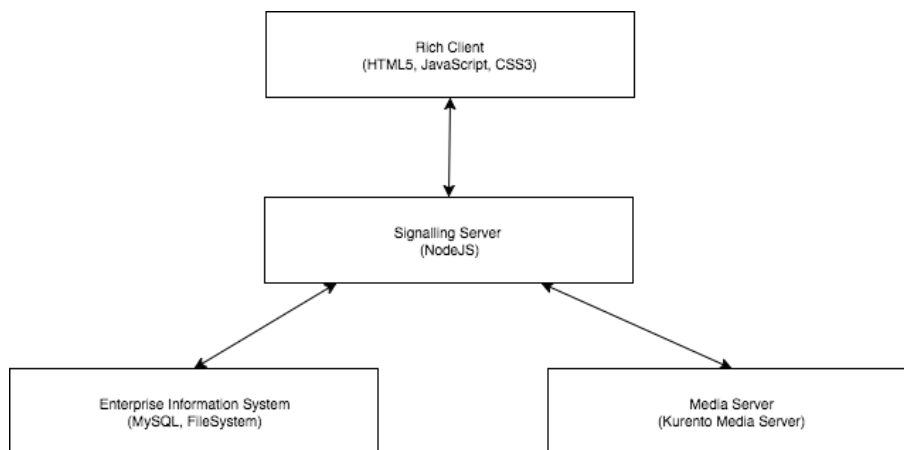 Rich Client
(HTML5, JavaScript, CSS3)
Signalling Server
(NodeJS)
Enterprise Information System
(MySQL, FileSystem)
Media Server
(Kurento Media Server)